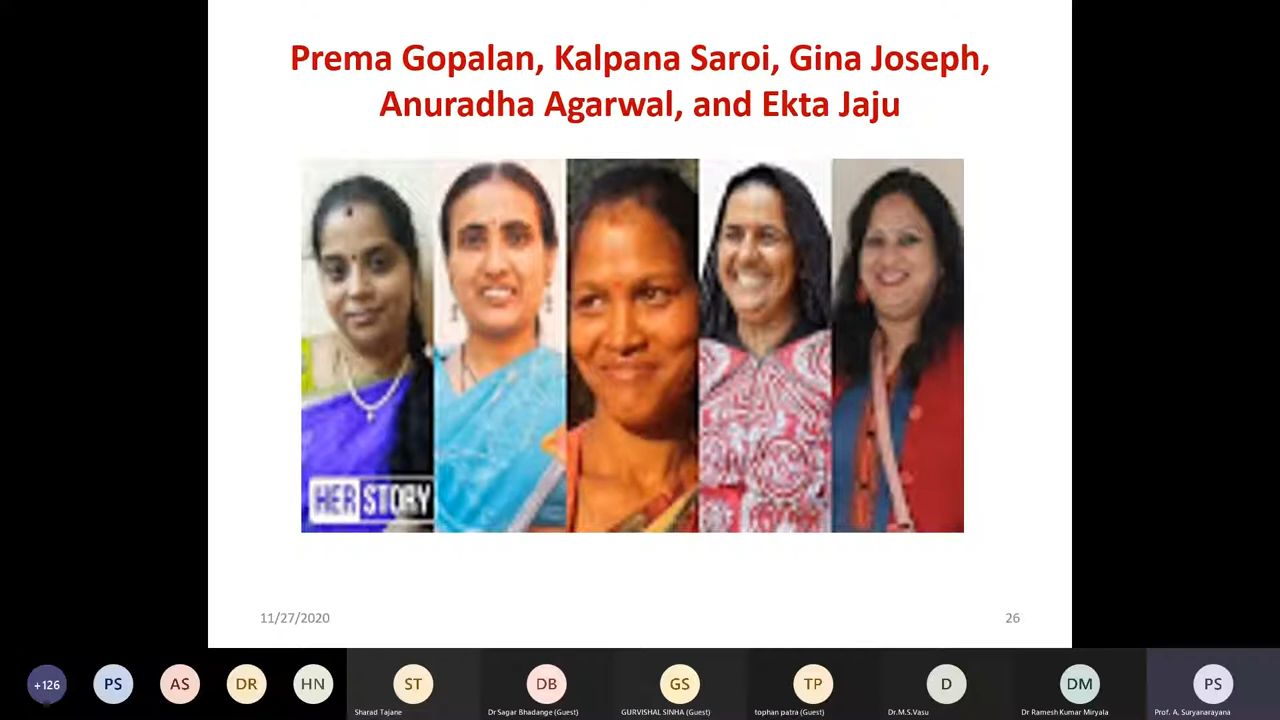 Prema Gopalan, Kalpana Saroi, Gina Joseph,
Anuradha Agarwal, and Ekta Jaju
HER STORY
11/27/2020
26
+126
PS
AS
DR
HN
ST
DB
GS
TP
D
DM
PS
Sharad Tajane
Dr Sagar Bhadange (Guest)
GURVISHAL SINHA (Guest)
tophan patra (Guest)
Dr.M.S.Vasu
Dr Ramesh Kumar Miryala
Prof. A. Suryanarayana